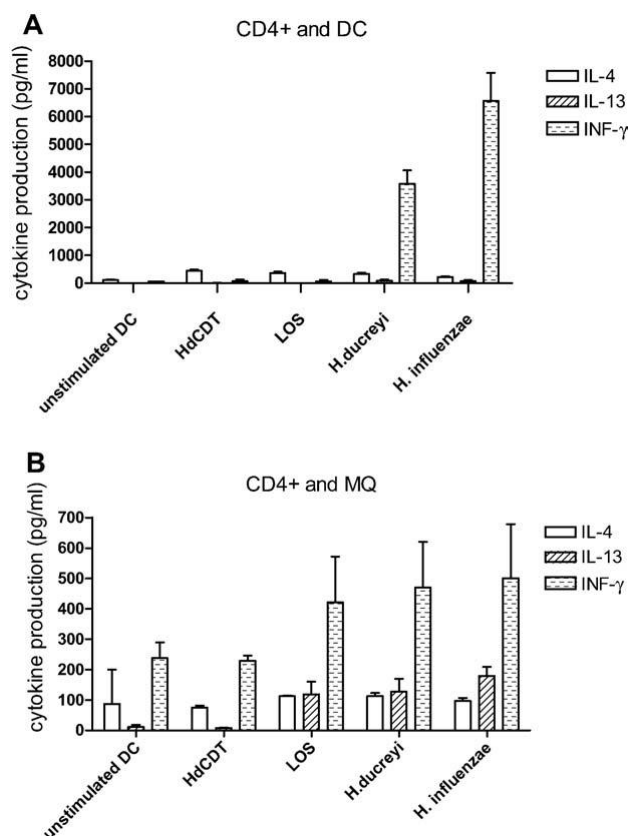 A
CD4+ and DC
cytokine production (pg/ml)
8000
7000
6000
5000
4000
3000
2000
1000
0
IL-4
IL-13
INF-γ
unstimulated DC
HdCDT
LOS
H.ducreyi
H. influenzae
B
CD4+ and MQ
cytokine production (pg/ml)
700
600
500
400
300
200
100
0
IL-4
IL-13
INF-γ
unstimulated DC
HdCDT
LOS
H.ducreyi
H. influenzae